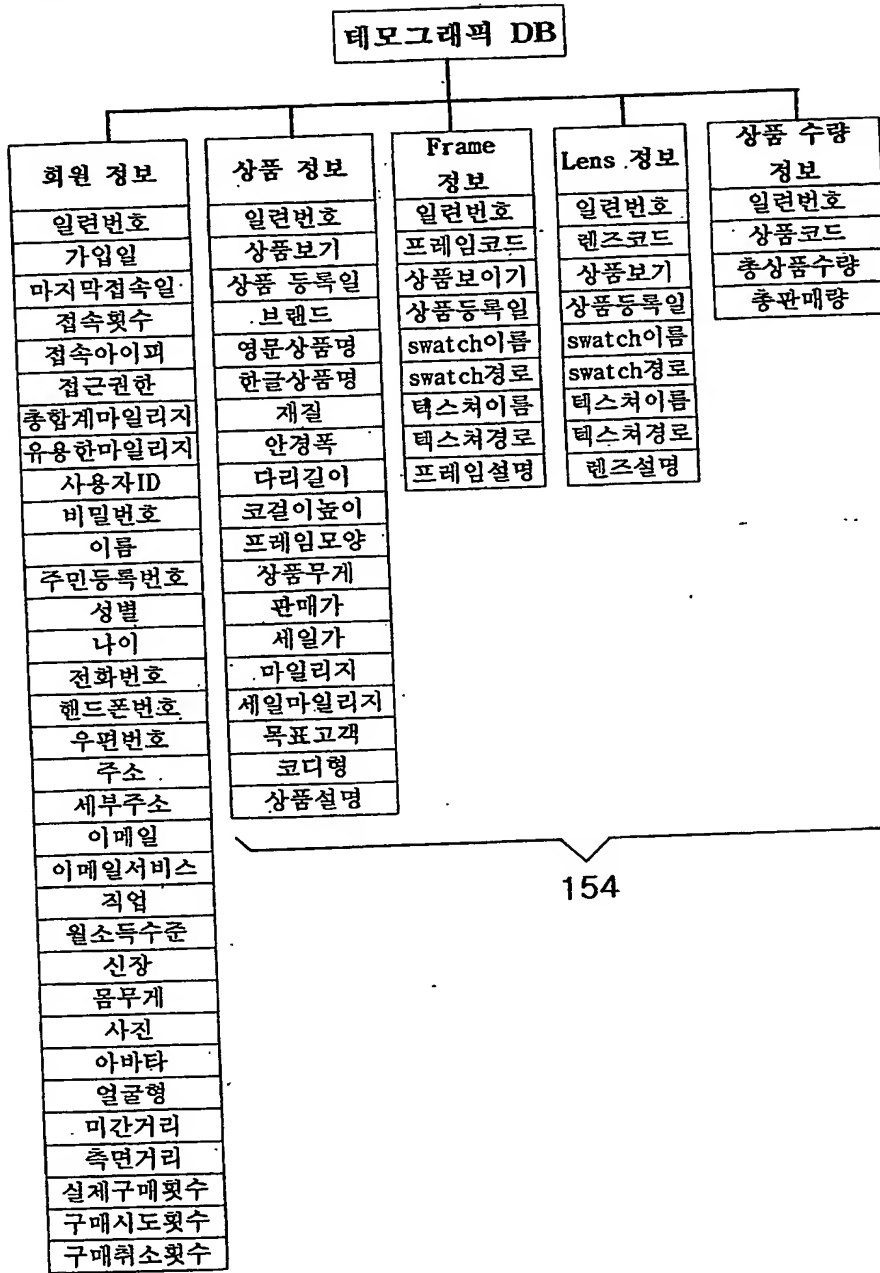 테모그래픽 DB
회원 정보
일련번호
가입일
마지막접속일
접속횟수
접속아이피
접근권한
총합계마일리지
유용한마일리지
사용자ID
비밀번호
이름
주민등록번호
성별
나이
전화번호
핸드폰번호
우편번호
주소
세부주소
이메일
이메일서비스
직업
월소득수준
신장
몸무게
사진
아바타
얼굴형
미간거리
측면거리
실제구매횟수
구매시도횟수
구매취소횟수
상품 정보
일련번호
상품보기
상품 등록일
브랜드
영문상품명
한글상품명
재질
안경폭
다리길이
코걸이높이
프레임모양
상품무게
판매가
세일가
마일리지
세일마일리지
목표고객
코디형
상품설명
Frame
정보
일련번호
프레임코드
상품보이기
상품등록일
swatch이름
swatch경로
텍스쳐이름
텍스쳐경로
프레임설명
Lens 정보
일련번호
렌즈코드
상품보기
상품등록일
swatch이름
swatch경로
텍스쳐이름
텍스쳐경로
렌즈설명
상품 수량
정보
일련번호
상품코드
총상품수량
총판매량
154